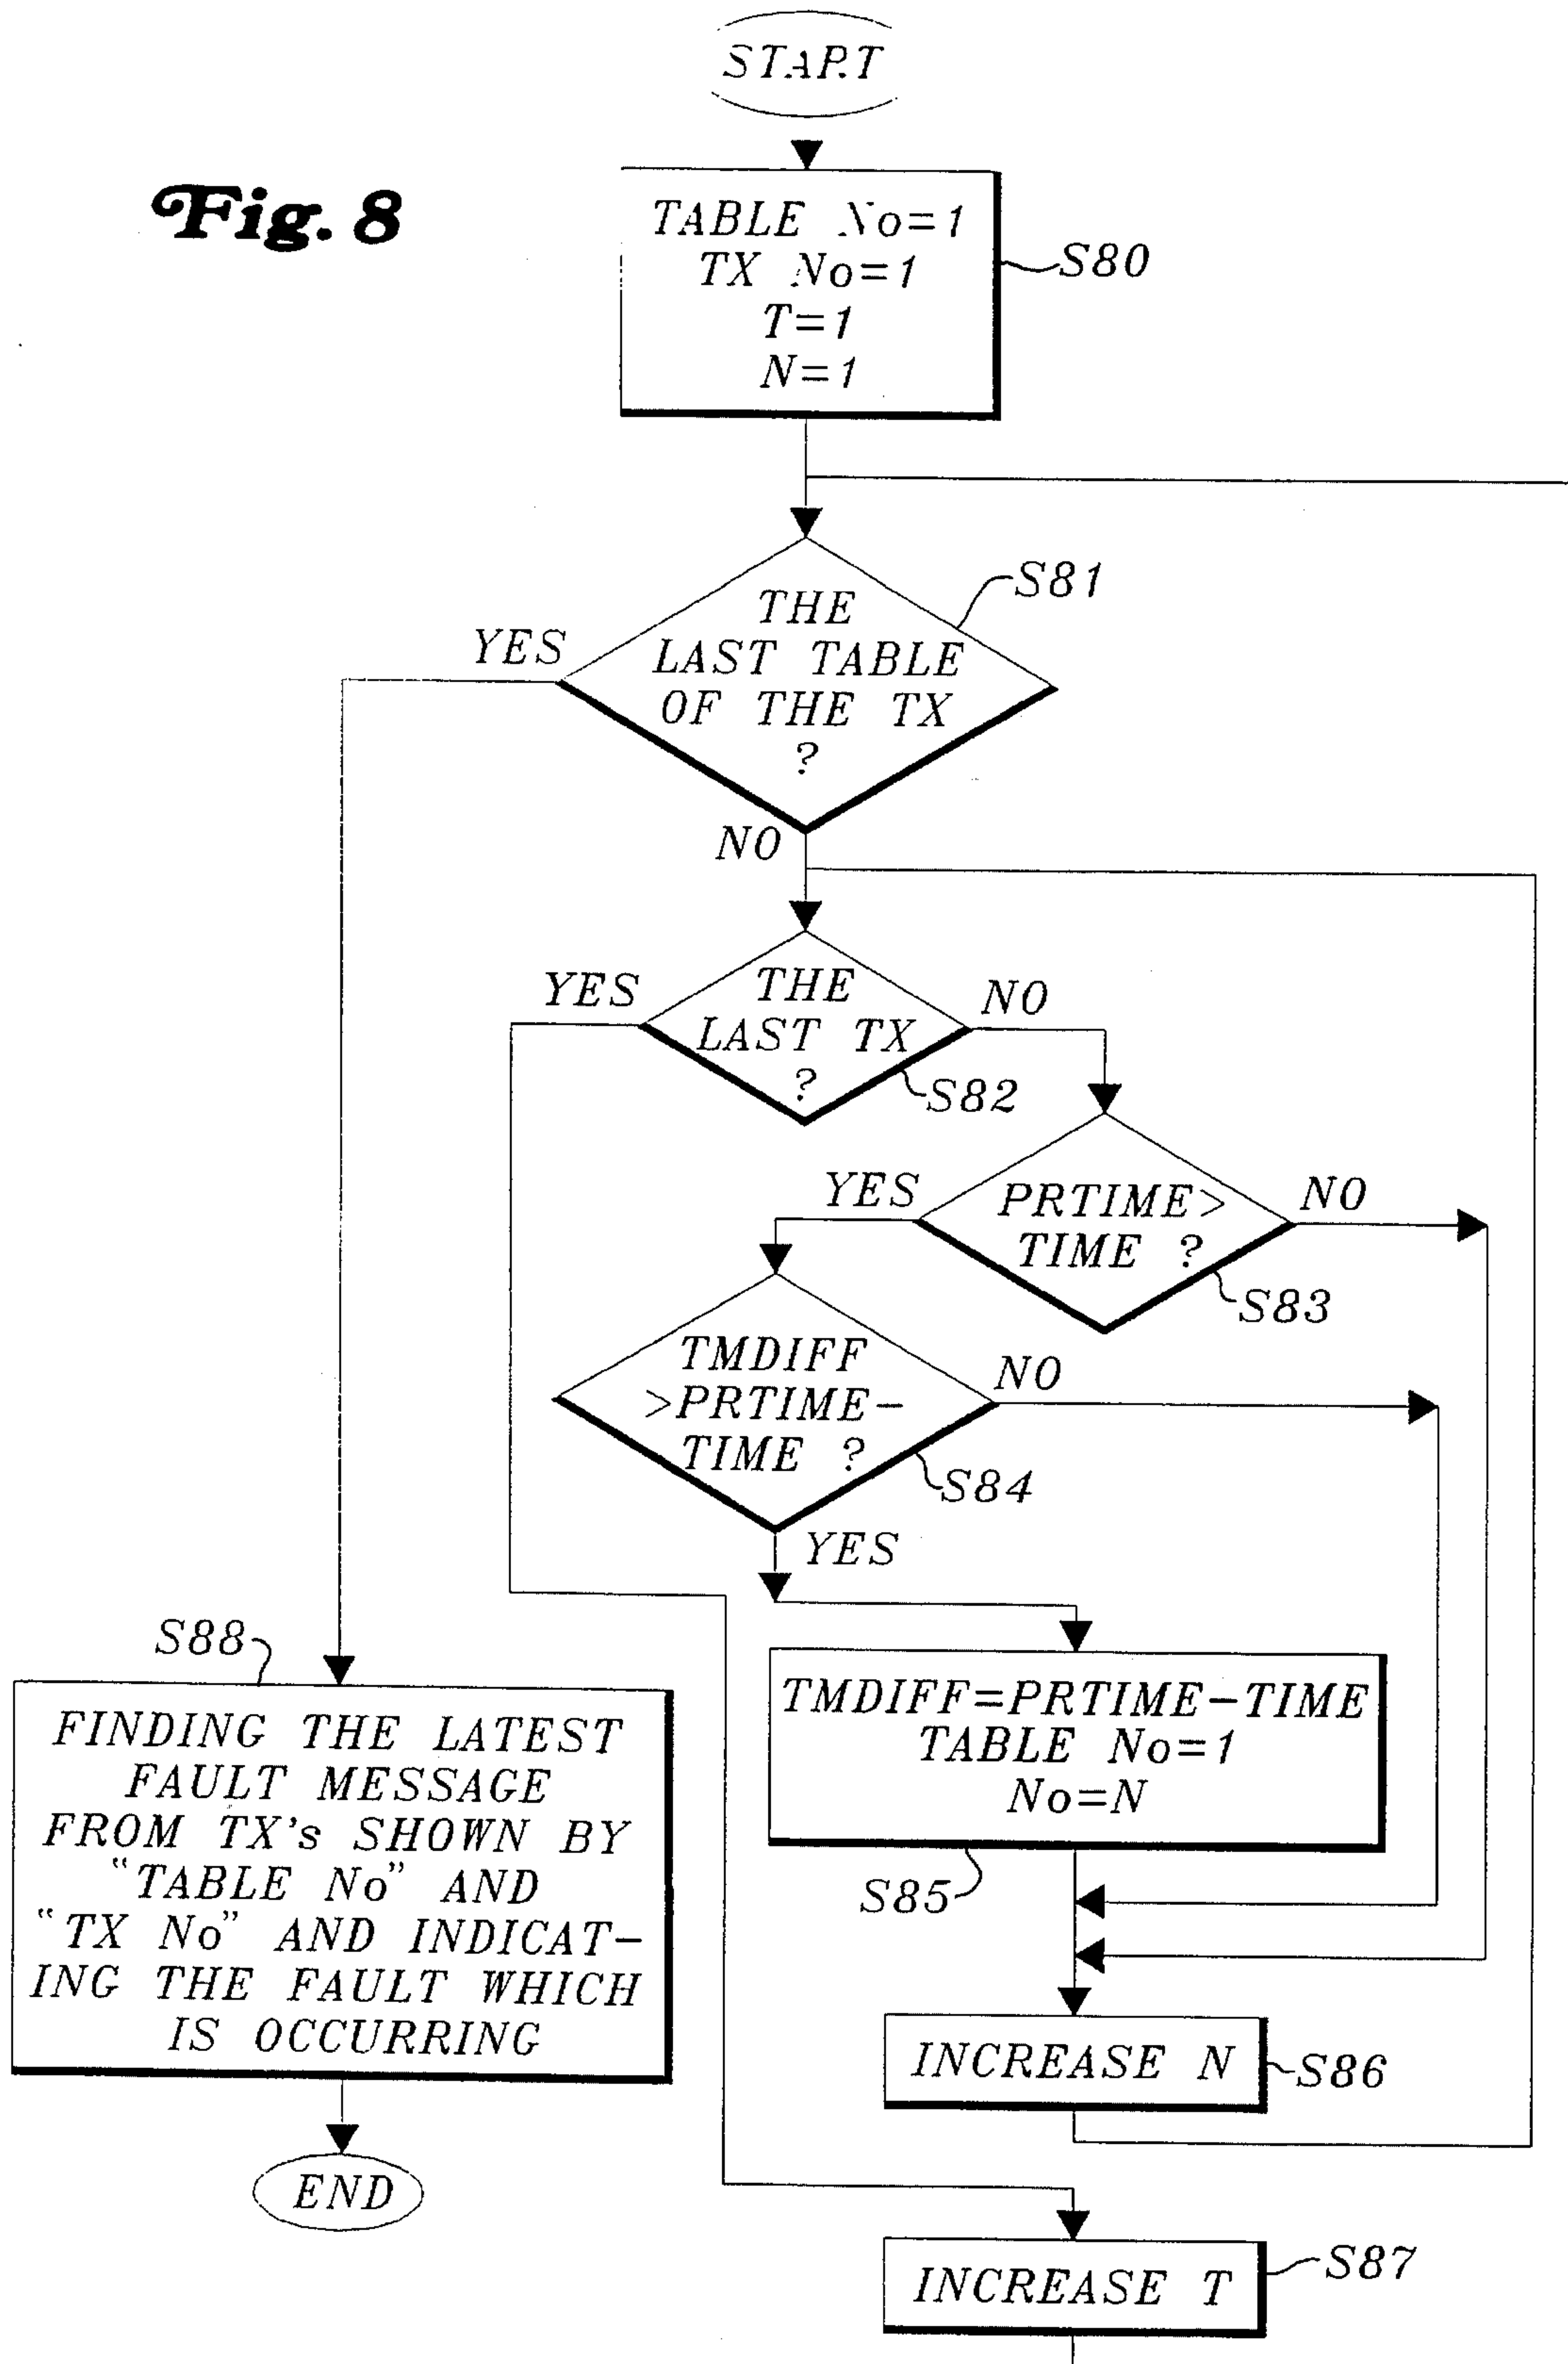 START
Fig. 8
TABLE No=1
TX No=1
T=1
N=1
S80
S81
THE
LAST TABLE
OF THE TX
?
YES
NO
THE
LAST TX
?
YES
NO
S82
PRTIME>
TIME ?
YES
NO
S83
TMDIFF
>PRTIME-
TIME ?
NO
S84
YES
S88
FINDING THE LATEST
FAULT MESSAGE
FROM TX's SHOWN BY
"TABLE No" AND
"TX No" AND INDICAT-
ING THE FAULT WHICH
IS OCCURRING
TMDIFF=PRTIME-TIME
TABLE No=1
No=N
S85
INCREASE N
S86
END
INCREASE T
S87